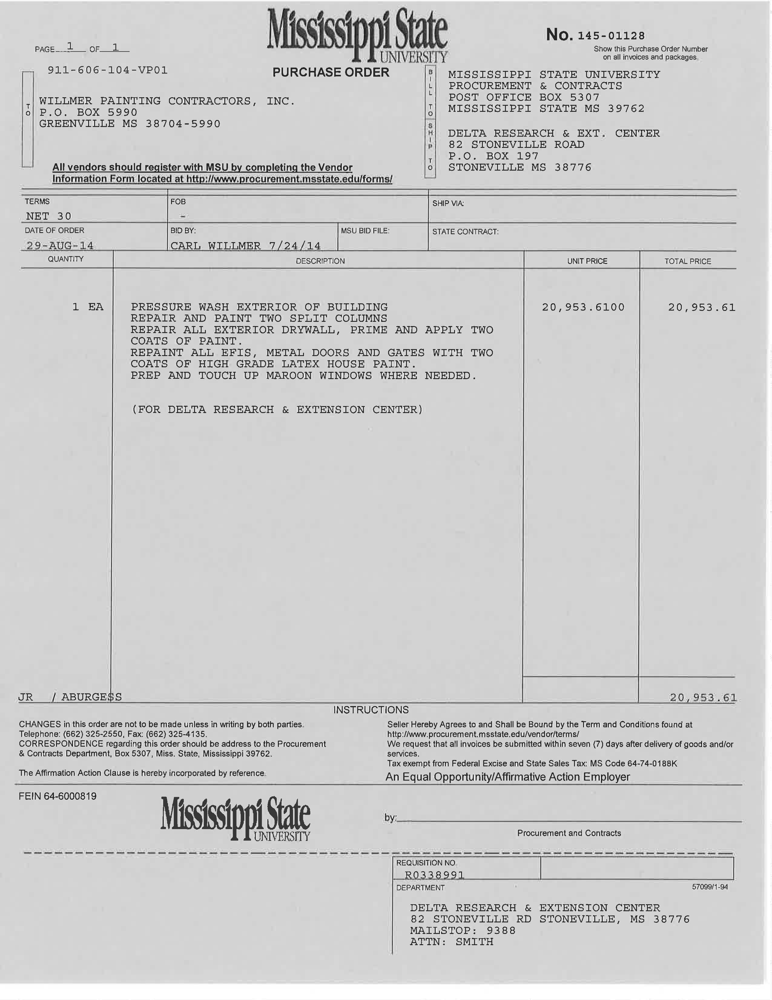 Mississippi State
UNIVERSITY
No. 145-01128
Show this Purchase Order Number
on all invoices and packages.
PAGE 1 OF 1
911-606-104-VP01
PURCHASE ORDER
TO
WILLMER PAINTING CONTRACTORS, INC.
P.O. BOX 5990
GREENVILLE MS 38704-5990
BILL TO
MISSISSIPPI STATE UNIVERSITY
PROCUREMENT & CONTRACTS
POST OFFICE BOX 5307
MISSISSIPPI STATE MS 39762
SHIP TO
DELTA RESEARCH & EXT. CENTER
82 STONEVILLE ROAD
P.O. BOX 197
STONEVILLE MS 38776
All vendors should register with MSU by completing the Vendor
Information Form located at http://www.procurement.msstate.edu/forms/
TERMS
NET 30
FOB
-
SHIP VIA:
DATE OF ORDER
29-AUG-14
BID BY:
CARL WILLMER 7/24/14
MSU BID FILE:
STATE CONTRACT:
QUANTITY DESCRIPTION UNIT PRICE TOTAL PRICE
1 EA PRESSURE WASH EXTERIOR OF BUILDING 20,953.6100 20,953.61
REPAIR AND PAINT TWO SPLIT COLUMNS
REPAIR ALL EXTERIOR DRYWALL, PRIME AND APPLY TWO
COATS OF PAINT.
REPAINT ALL EFIS, METAL DOORS AND GATES WITH TWO
COATS OF HIGH GRADE LATEX HOUSE PAINT.
PREP AND TOUCH UP MAROON WINDOWS WHERE NEEDED.
(FOR DELTA RESEARCH & EXTENSION CENTER)
JR / ABURGESS 20,953.61
INSTRUCTIONS
CHANGES in this order are not to be made unless in writing by both parties.
Telephone: (662) 325-2550, Fax: (662) 325-4135.
CORRESPONDENCE regarding this order should be address to the Procurement
& Contracts Department, Box 5307, Miss. State, Mississippi 39762.
The Affirmation Action Clause is hereby incorporated by reference.
Seller Hereby Agrees to and Shall be Bound by the Term and Conditions found at
http://www.procurement.msstate.edu/vendor/terms/
We request that all invoices be submitted within seven (7) days after delivery of goods and/or
services.
Tax exempt from Federal Excise and State Sales Tax: MS Code 64-74-0188K
An Equal Opportunity/Affirmative Action Employer
FEIN 64-6000819
Mississippi State
UNIVERSITY
by:
Procurement and Contracts
REQUISITION NO.
R0338991
DEPARTMENT 57099/1-94
DELTA RESEARCH & EXTENSION CENTER
82 STONEVILLE RD STONEVILLE, MS 38776
MAILSTOP: 9388
ATTN: SMITH